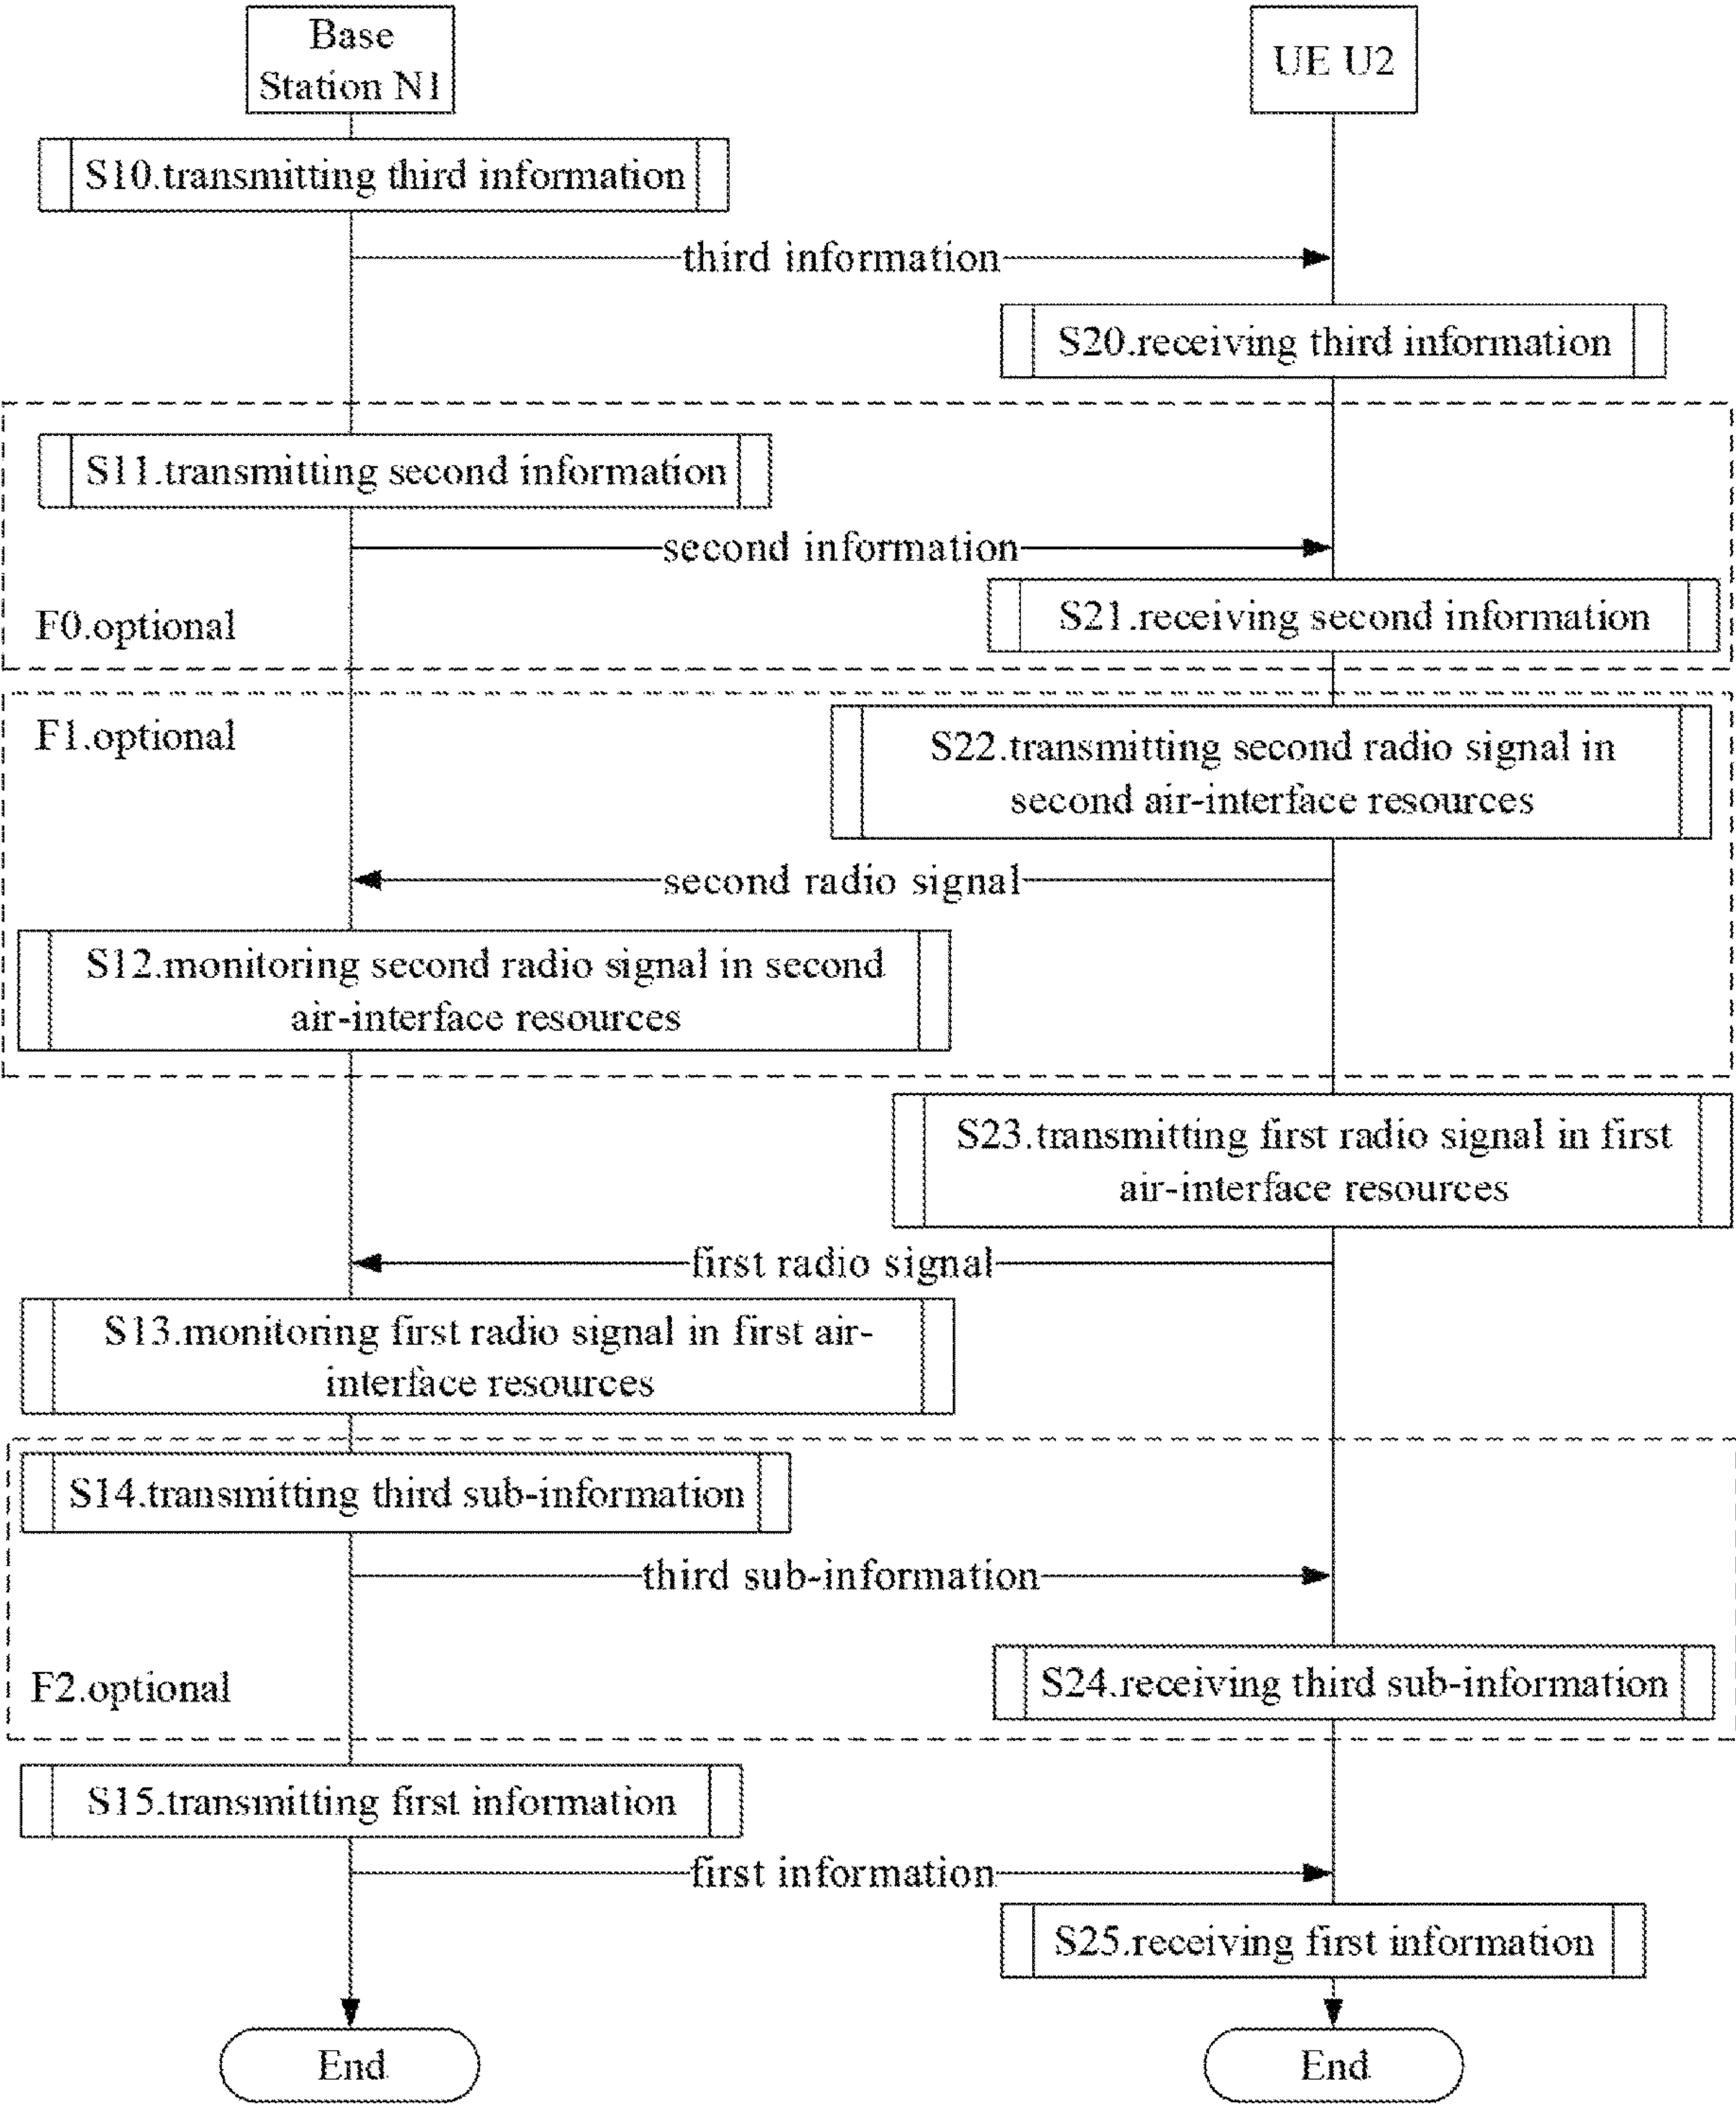 Base
Station N1
UE U2
S10.transmitting third information
third information
S20.receiving third information
S11.transmitting second information
second information
S21.receiving second information
F0.optional
F1.optional
S22.transmitting second radio signal in
second air-interface resources
second radio signal
S12.monitoring second radio signal in second
air-interface resources
S23.transmitting first radio signal in first
air-interface resources
first radio signal
S13.monitoring first radio signal in first air-
interface resources
S14.transmitting third sub-information
third sub-information
S24.receiving third sub-information
F2.optional
S15.transmitting first information
first information
S25.receiving first information
End
End